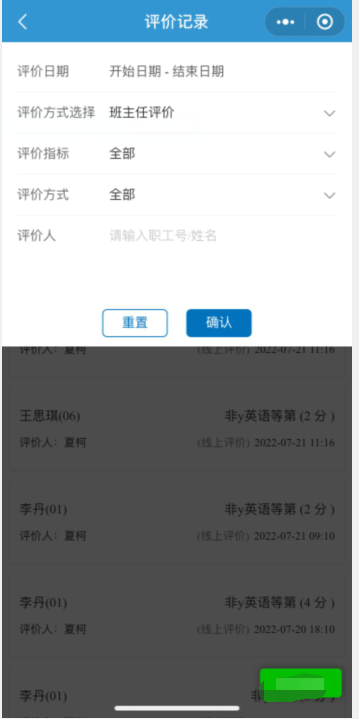 评价记录
评价日期 开始日期 - 结束日期
评价方式选择 班主任评价
评价指标 全部
评价方式 全部
评价人 请输入职工号/姓名
重置 确认
评价人：夏柯 (线上评价) 2022-07-21 11:16
王思琪(06) 非y英语等第 (2 分 )
评价人：夏柯 (线上评价) 2022-07-21 11:16
李丹(01) 非y英语等第 (2 分 )
评价人：夏柯 (线上评价) 2022-07-21 09:10
李丹(01) 非y英语等第 (4 分 )
评价人：夏柯 (线上评价) 2022-07-20 18:10
李丹(01)